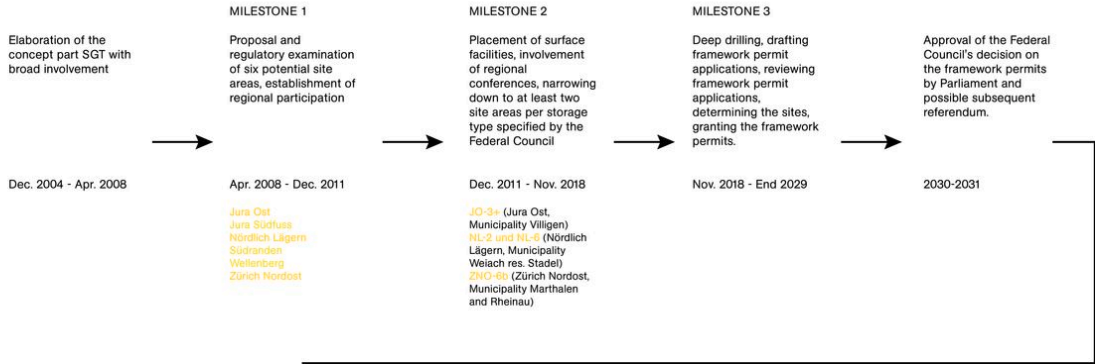 Elaboration of the
concept part SGT with
broad involvement
Dec. 2004 - Apr. 2008
MILESTONE 1
Proposal and
regulatory examination
of six potential site
areas, establishment of
regional participation
Apr. 2008 - Dec. 2011
Jura Ost
Jura Südfuss
Nördlich Lägern
Südranden
Wellenberg
Zürich Nordost
MILESTONE 2
Placement of surface
facilities, involvement
of regional
conferences, narrowing
down to at least two
site areas per storage
type specified by the
Federal Council
Dec. 2011 - Nov. 2018
JO-3+ (Jura Ost,
Municipality Villigen)
NL-2 und NL-6 (Nördlich
Lägern, Municipality
Weiach res. Stadel)
ZNO-6b (Zürich Nordost,
Municipality Marthalen
and Rheinau)
MILESTONE 3
Deep drilling, drafting
framework permit
applications, reviewing
framework permit
applications,
determining the sites,
granting the framework
permits.
Nov. 2018 - End 2029
Approval of the Federal
Council's decision on
the framework permits
by Parliament and
possible subsequent
referendum.
2030-2031